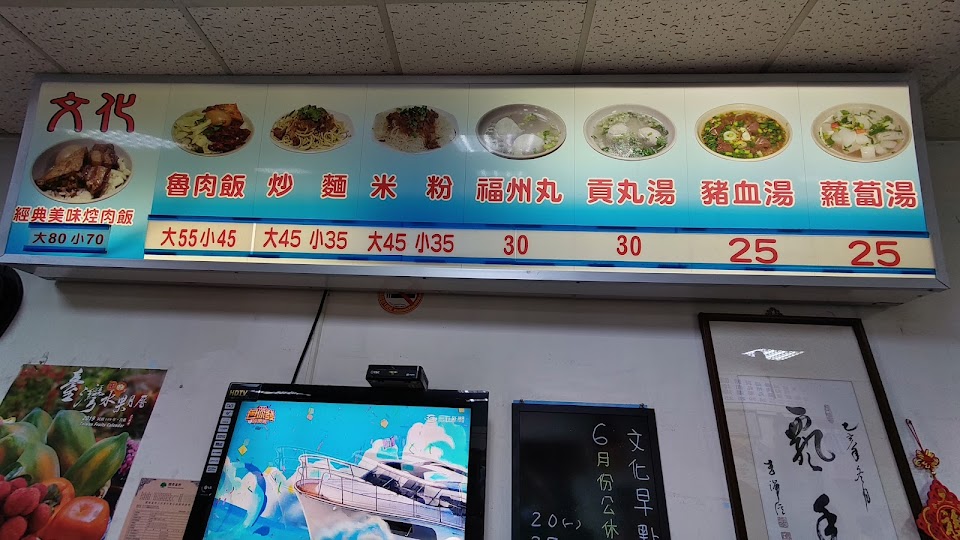 文化
經典美味焢肉飯
大80 小70
魯肉飯
大55小45
炒麵
大45 小35
米粉
大45 小35
福州丸
30
貢丸湯
30
豬血湯
25
蘿蔔湯
25
臺灣水果月曆
HDTV
文化早點
6月份公休
20(一)